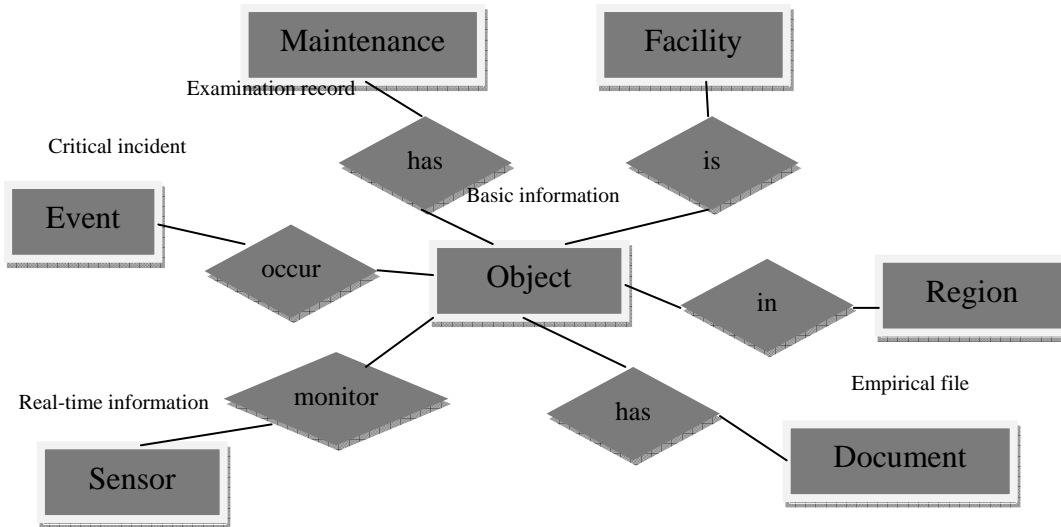 Maintenance
Facility
Examination record
Critical incident
has
is
Basic information
Event
occur
Object
Region
in
Empirical file
Real-time information
monitor
has
Document
Sensor